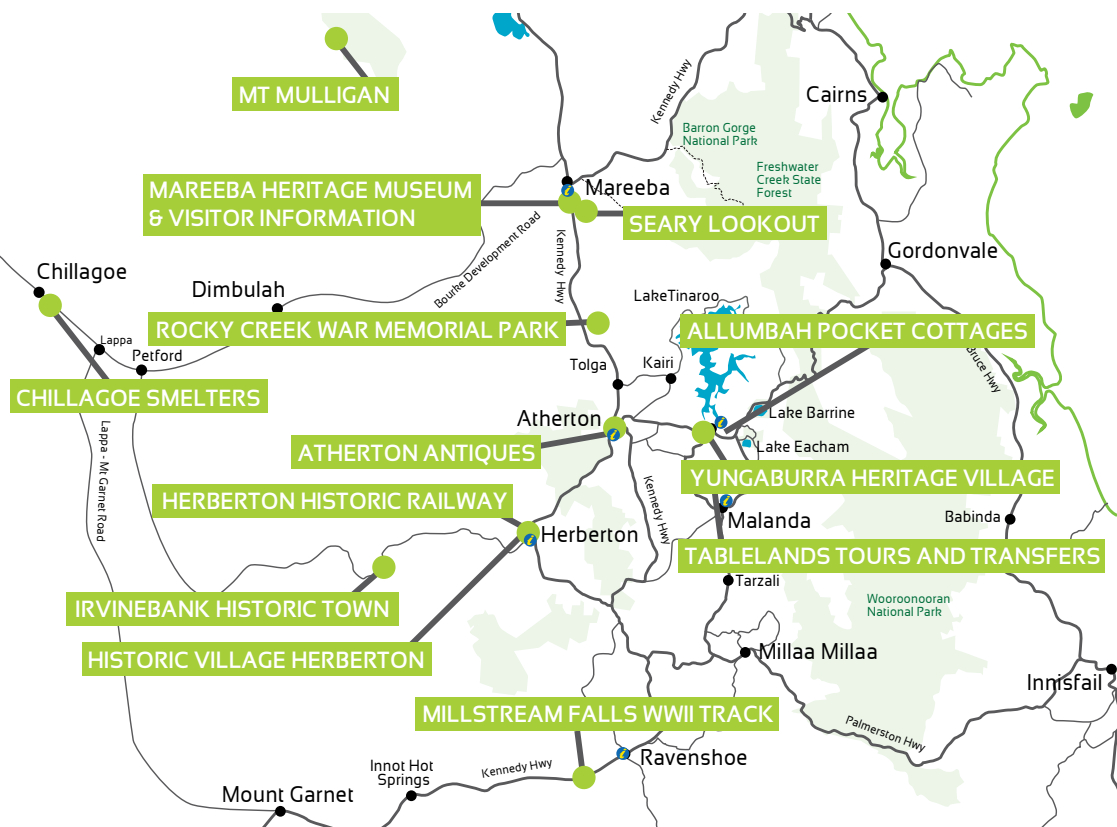 MT MULLIGAN
Kennedy Hwy
Cairns
Barron Gorge
National Park
Freshwater
Creek State
Forest
MAREEBA HERITAGE MUSEUM
& VISITOR INFORMATION
Mareeba
SEARY LOOKOUT
Bourke Development Road
Kennedy Hwy
Gordonvale
Chillagoe
Dimbulah
LakeTinaroo
ROCKY CREEK WAR MEMORIAL PARK
ALLUMBAH POCKET COTTAGES
Lappa
Petford
Tolga
Kairi
Bruce Hwy
CHILLAGOE SMELTERS
Atherton
Lake Barrine
Lake Eacham
ATHERTON ANTIQUES
Lappa - Mt Garnet Road
YUNGABURRA HERITAGE VILLAGE
HERBERTON HISTORIC RAILWAY
Kennedy Hwy
Malanda
Babinda
Herberton
TABLELANDS TOURS AND TRANSFERS
Tarzali
IRVINEBANK HISTORIC TOWN
Wooroonooran
National Park
HISTORIC VILLAGE HERBERTON
Millaa Millaa
Innisfail
MILLSTREAM FALLS WWII TRACK
Palmerston Hwy
Ravenshoe
Innot Hot
Springs
Kennedy Hwy
Mount Garnet